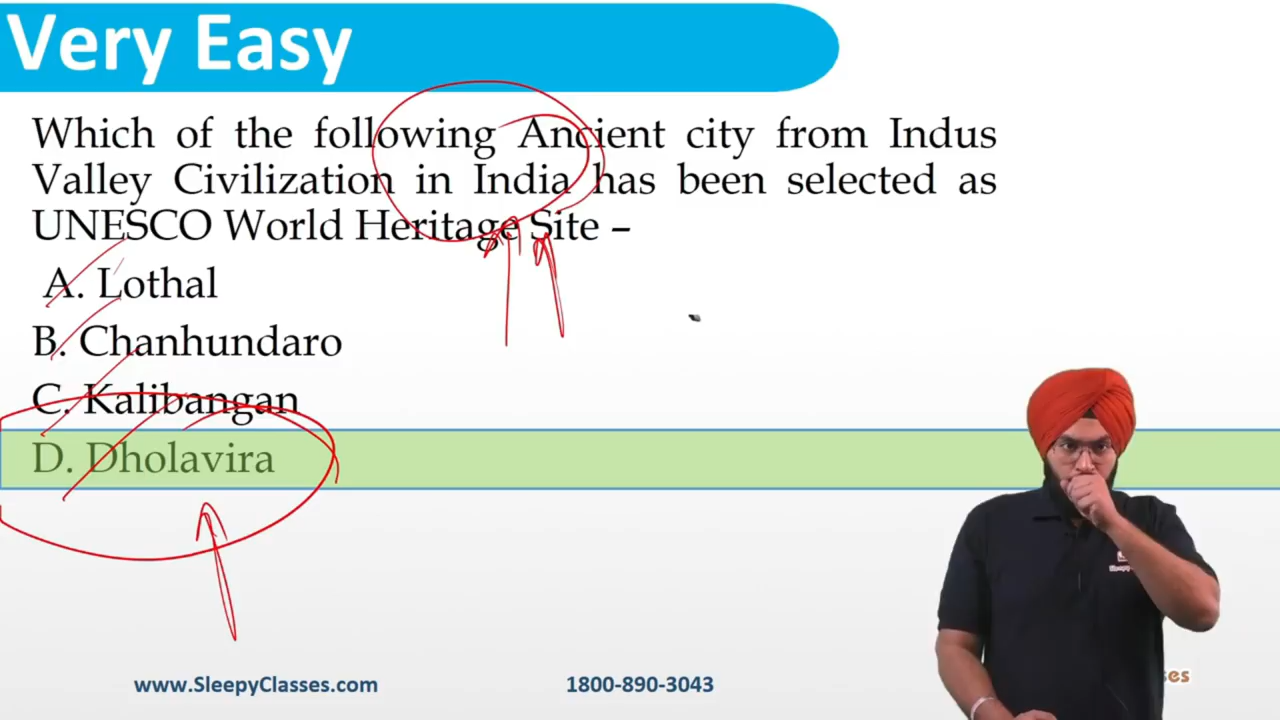 Very Easy
Which of the following Ancient city from Indus
Valley Civilization in India has been selected as
UNESCO World Heritage Site –
A. Lothal
B. Chanhundaro
C. Kalibangan
D. Dholavira
www.SleepyClasses.com
1800-890-3043